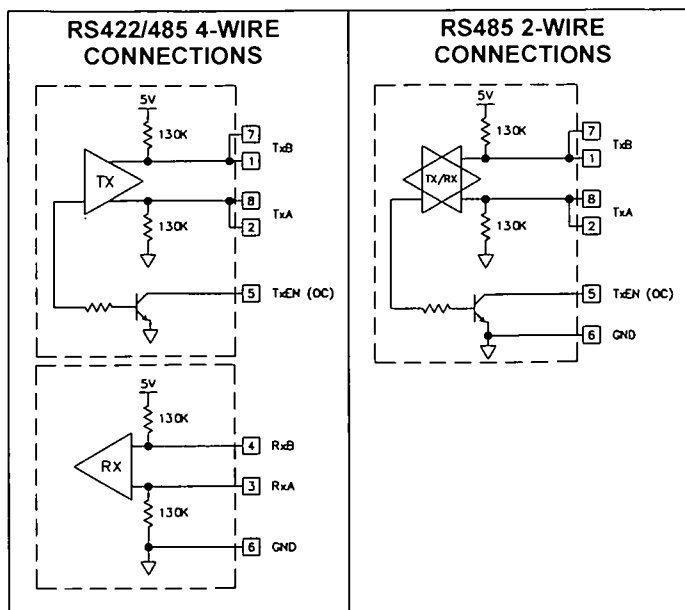 RS422/485 4-WIRE
CONNECTIONS
5V
130K
7
TxB
1
TX
8
TxA
2
130K
5 TxEN (OC)
5V
130K
4 RxB
RX
3 RxA
130K
6 GND
RS485 2-WIRE
CONNECTIONS
5V
130K
7
TxB
1
TX/RX
8
TxA
2
130K
5 TxEN (OC)
6 GND